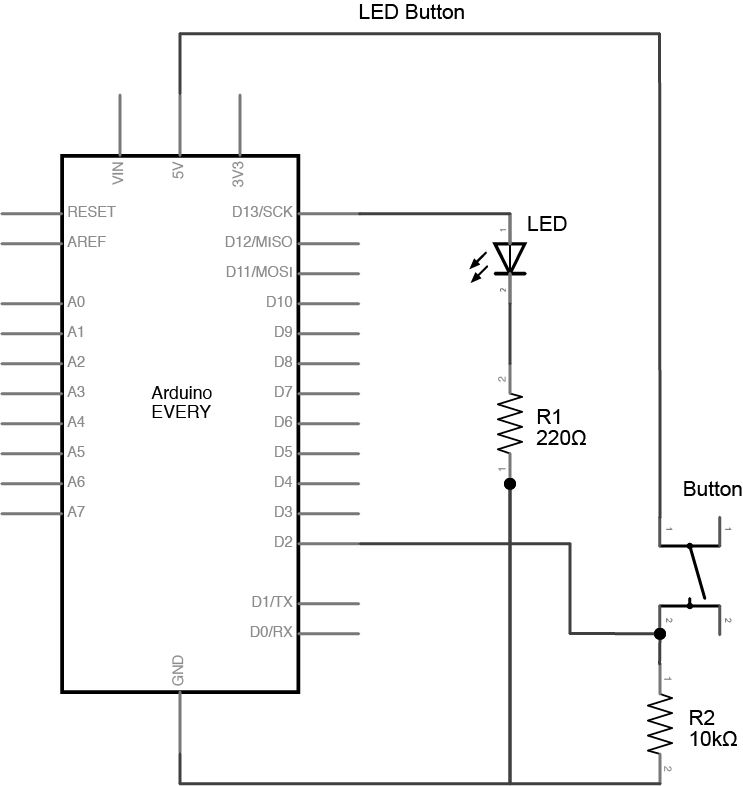 LED Button
VIN
5V
3V3
RESET
AREF
A0
A1
A2
A3
A4
A5
A6
A7
Arduino
EVERY
D13/SCK
D12/MISO
D11/MOSI
D10
D9
D8
D7
D6
D5
D4
D3
D2
D1/TX
D0/RX
GND
1
LED
2
2
R1
220Ω
1
Button
1
1
2
2
1
R2
10kΩ
2